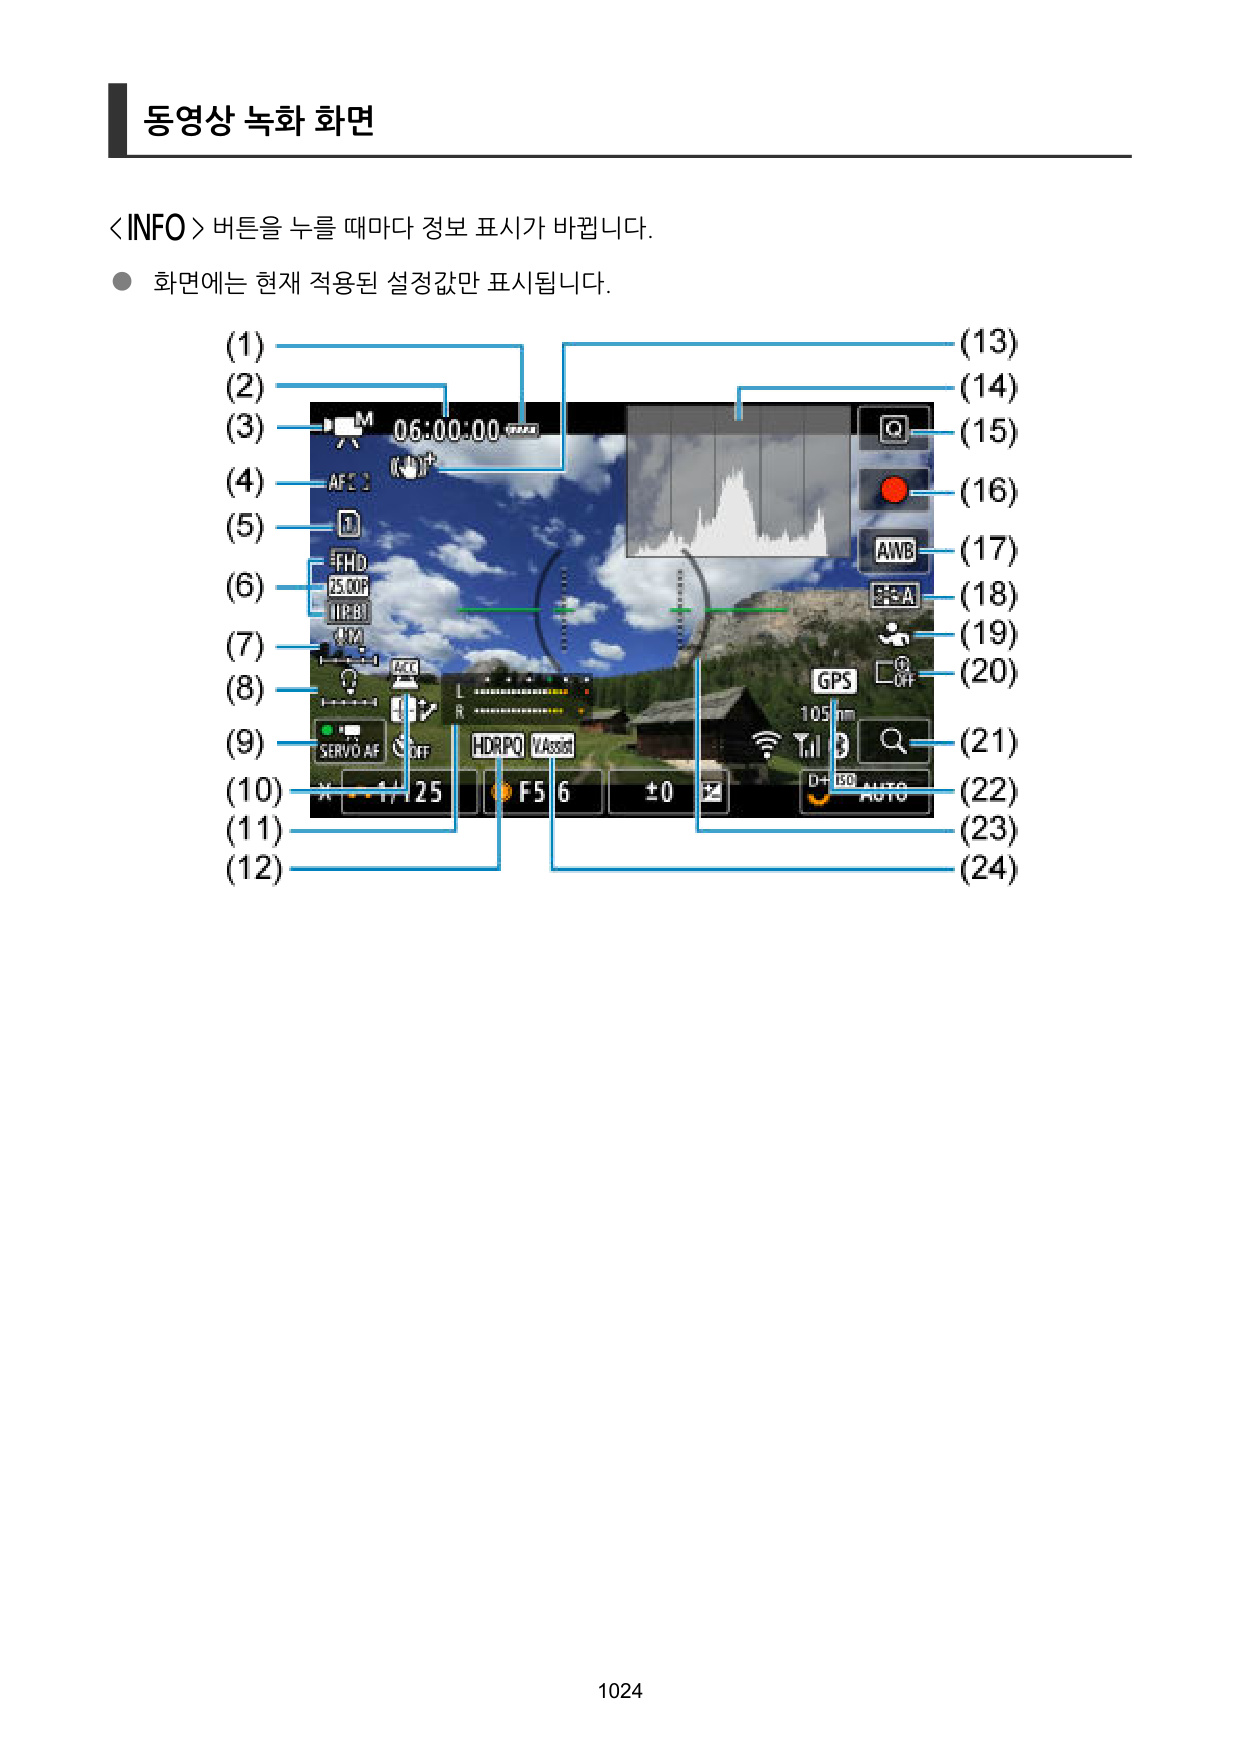 동영상 녹화 화면
<INFO> 버튼을 누를 때마다 정보 표시가 바뀝니다.
● 화면에는 현재 적용된 설정값만 표시됩니다.
(1)
(2)
(3)
(4)
(5)
(6)
(7)
(8)
(9)
(10)
(11)
(12)
M
06:00:00
AF
1
FHD
25.00P
IPB
M
ACC
L
R
SERVO AF
OFF
HDRPQ
V.Assist
1/125
F5.6
±0
Q
AWB
A
OFF
GPS
105
D+
ISO
AUTO
(13)
(14)
(15)
(16)
(17)
(18)
(19)
(20)
(21)
(22)
(23)
(24)
1024